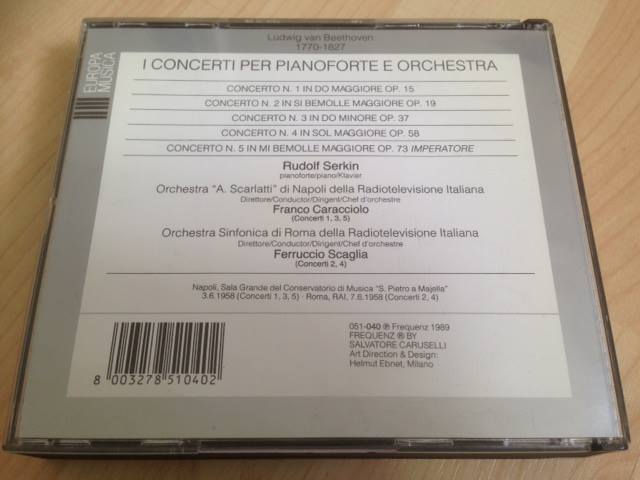 Ludwig van Beethoven
1770-1827
EUROPA
MUSICA
I CONCERTI PER PIANOFORTE E ORCHESTRA
CONCERTO N. 1 IN DO MAGGIORE OP. 15
CONCERTO N. 2 IN SI BEMOLLE MAGGIORE OP. 19
CONCERTO N. 3 IN DO MINORE OP. 37
CONCERTO N. 4 IN SOL MAGGIORE OP. 58
CONCERTO N. 5 IN MI BEMOLLE MAGGIORE OP. 73 IMPERATORE
Rudolf Serkin
pianoforte/piano/Klavier
Orchestra "A. Scarlatti" di Napoli della Radiotelevisione Italiana
Direttore/Conductor/Dirigent/Chef d'orchestre
Franco Caracciolo
(Concerti 1, 3, 5)
Orchestra Sinfonica di Roma della Radiotelevisione Italiana
Direttore/Conductor/Dirigent/Chef d'orchestre
Ferruccio Scaglia
(Concerti 2, 4)
Napoli, Sala Grande del Conservatorio di Musica "S. Pietro a Majella"
3.6.1958 (Concerti 1, 3, 5) · Roma, RAI, 7.6.1958 (Concerti 2, 4)
051-040 ℗ Frequenz 1989
FREQUENZ ® BY
SALVATORE CARUSELLI
Art Direction & Design:
Helmut Ebnet, Milano
8 003278 510402